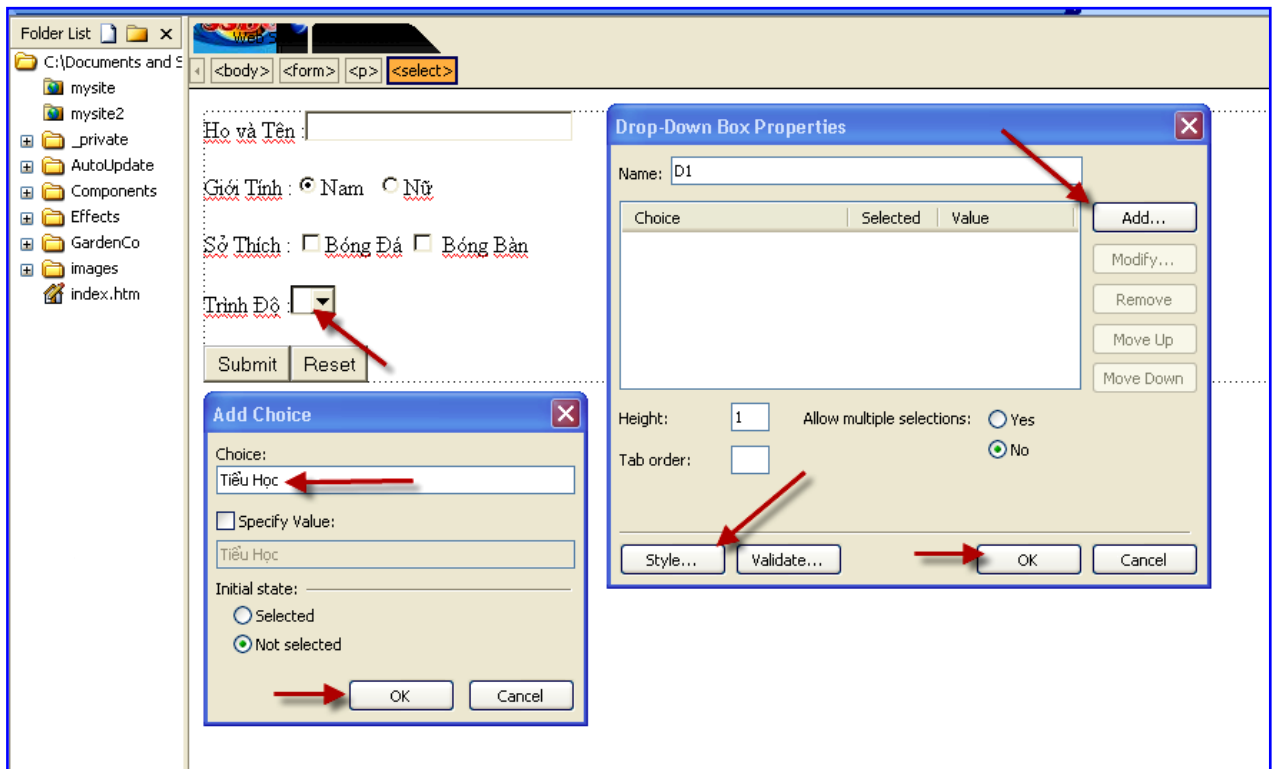 Folder List
C:\Documents and S
mysite
mysite2
_private
AutoUpdate
Components
Effects
GardenCo
images
index.htm
Web
<body> <form> <p> <select>
Họ và Tên :
Giới Tính : Nam Nữ
Sở Thích : Bóng Đá Bóng Bàn
Trình Độ :
Submit Reset
Drop-Down Box Properties
Name: D1
Choice Selected Value
Add...
Modify...
Remove
Move Up
Move Down
Height: 1 Allow multiple selections: Yes
No
Tab order:
Style... Validate... OK Cancel
Add Choice
Choice:
Tiểu Học
Specify Value:
Tiểu Học
Initial state:
Selected
Not selected
OK Cancel